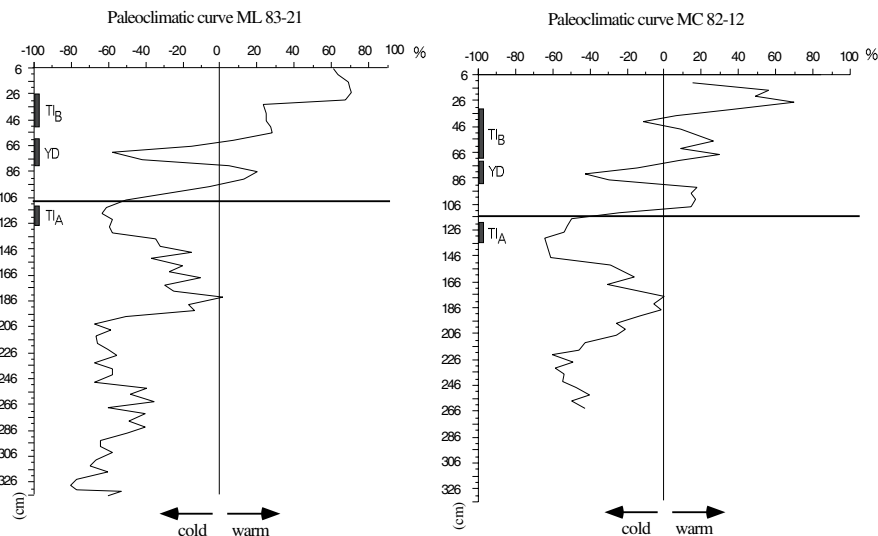 Paleoclimatic curve ML 83-21
-100 -80 -60 -40 -20 0 20 40 60 80 100 %
6
26
46
66
86
106
126
146
166
186
206
226
246
266
286
306
326
(cm)
TIB
YD
TIA
cold warm
Paleoclimatic curve MC 82-12
-100 -80 -60 -40 -20 0 20 40 60 80 100 %
6
26
46
66
86
106
126
146
166
186
206
226
246
266
286
306
326
(cm)
TIB
YD
TIA
cold warm